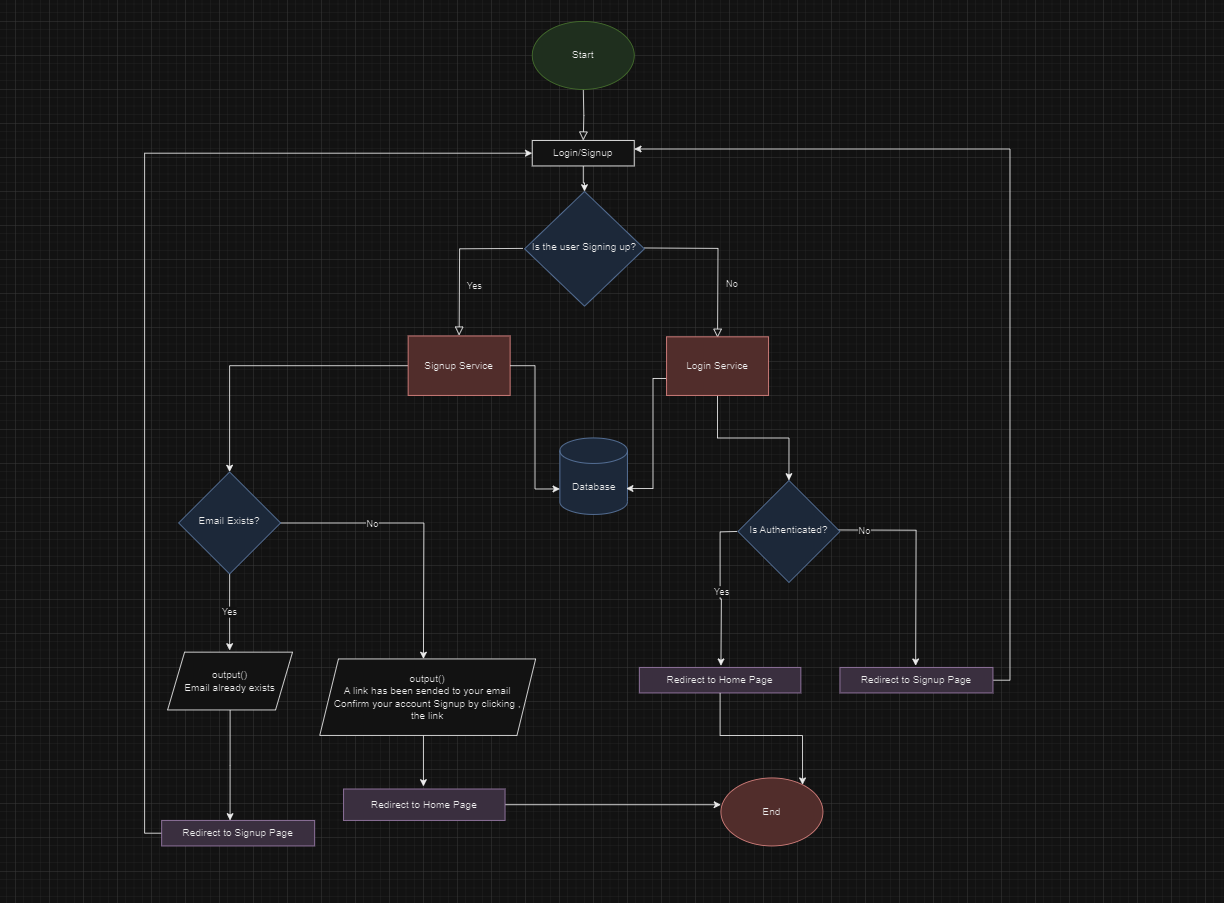 Start
Login/Signup
Is the user Signing up?
Yes
No
Signup Service
Login Service
Database
Email Exists?
No
Is Authenticated?
No
Yes
Yes
output()
Email already exists
output()
A link has been sended to your email
Confirm your account Signup by clicking ,
the link
Redirect to Home Page
Redirect to Signup Page
Redirect to Home Page
End
Redirect to Signup Page